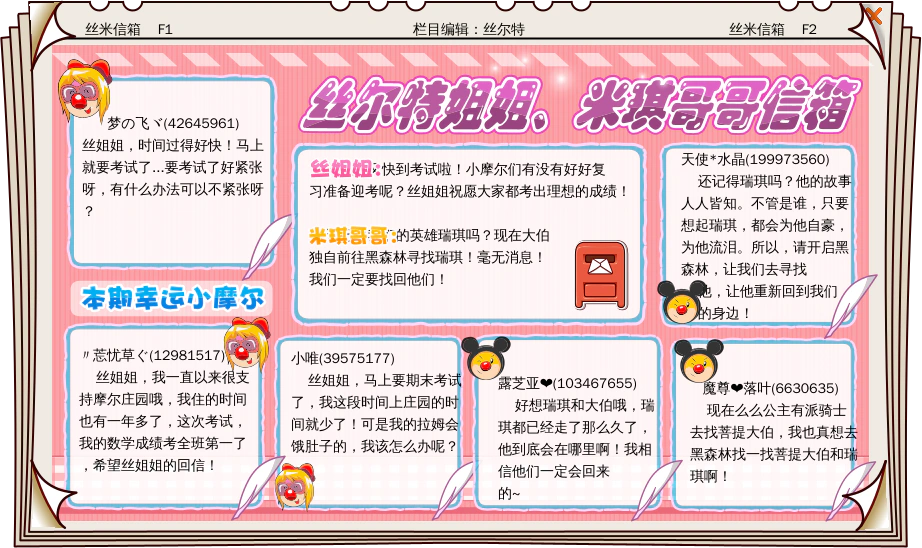 丝米信箱 F1
栏目编辑：丝尔特
丝米信箱 F2
丝尔特姐姐、米琪哥哥信箱
梦の飞ヾ(42645961)
丝姐姐，时间过得好快！马上
就要考试了...要考试了好紧张
呀，有什么办法可以不紧张呀
？
丝姐姐：快到考试啦！小摩尔们有没有好好复
习准备迎考呢？丝姐姐祝愿大家都考出理想的成绩！
米琪哥哥：的英雄瑞琪吗？现在大伯
独自前往黑森林寻找瑞琪！毫无消息！
我们一定要找回他们！
天使*水晶(199973560)
还记得瑞琪吗？他的故事
人人皆知。不管是谁，只要
想起瑞琪，都会为他自豪，
为他流泪。所以，请开启黑
森林，让我们去寻找
他，让他重新回到我们
的身边！
本期幸运小摩尔
〃莣忧草ぐ(12981517)
丝姐姐，我一直以来很支
持摩尔庄园哦，我住的时间
也有一年多了，这次考试，
我的数学成绩考全班第一了
，希望丝姐姐的回信！
小唯(39575177)
丝姐姐，马上要期末考试
了，我这段时间上庄园的时
间就少了！可是我的拉姆会
饿肚子的，我该怎么办呢？
露芝亚❤(103467655)
好想瑞琪和大伯哦，瑞
琪都已经走了那么久了，
他到底会在哪里啊！我相
信他们一定会回来
的~
魔尊❤落叶(6630635)
现在么么公主有派骑士
去找菩提大伯，我也真想去
黑森林找一找菩提大伯和瑞
琪啊！